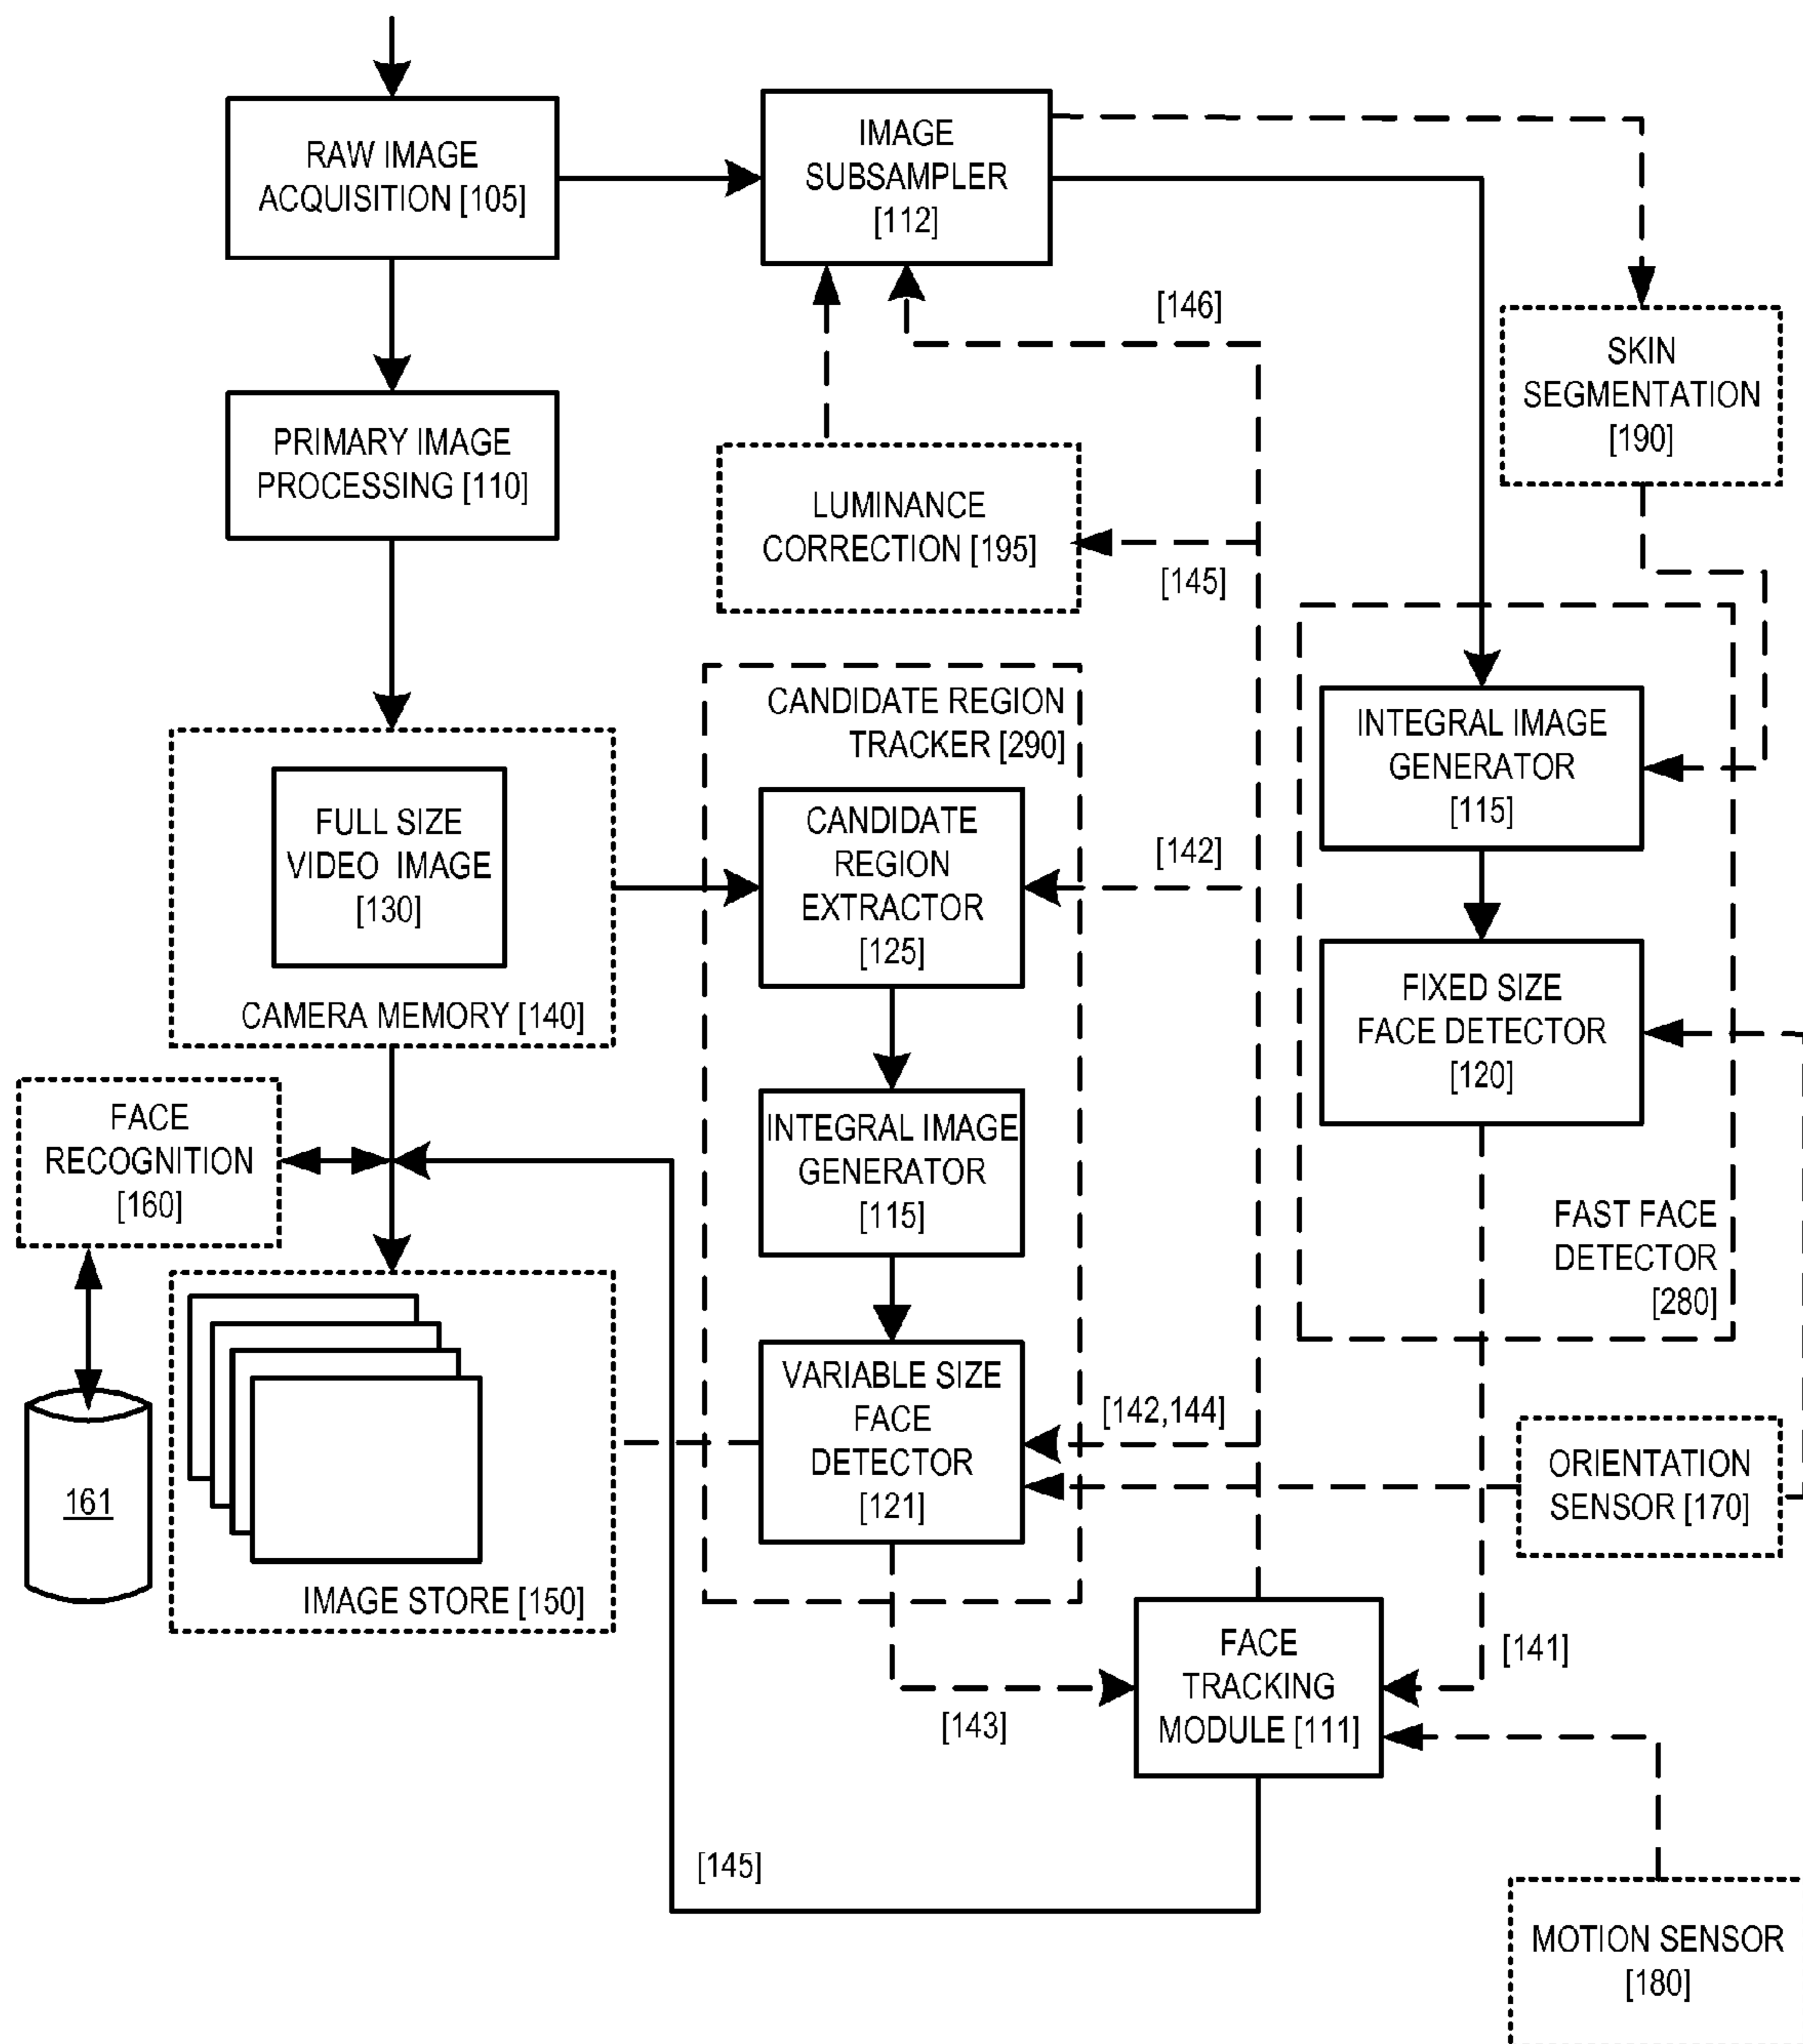 RAW IMAGE
ACQUISITION [105]
IMAGE
SUBSAMPLER
[112]
[146]
SKIN
SEGMENTATION
[190]
PRIMARY IMAGE
PROCESSING [110]
LUMINANCE
CORRECTION [195]
[145]
CANDIDATE REGION
TRACKER [290]
INTEGRAL IMAGE
GENERATOR
[115]
FULL SIZE
VIDEO IMAGE
[130]
CAMERA MEMORY [140]
CANDIDATE
REGION
EXTRACTOR
[125]
[142]
FIXED SIZE
FACE DETECTOR
[120]
FACE
RECOGNITION
[160]
INTEGRAL IMAGE
GENERATOR
[115]
FAST FACE
DETECTOR
[280]
VARIABLE SIZE
FACE
DETECTOR
[121]
[142,144]
ORIENTATION
SENSOR [170]
161
IMAGE STORE [150]
[143]
FACE
TRACKING
MODULE [111]
[141]
[145]
MOTION SENSOR
[180]